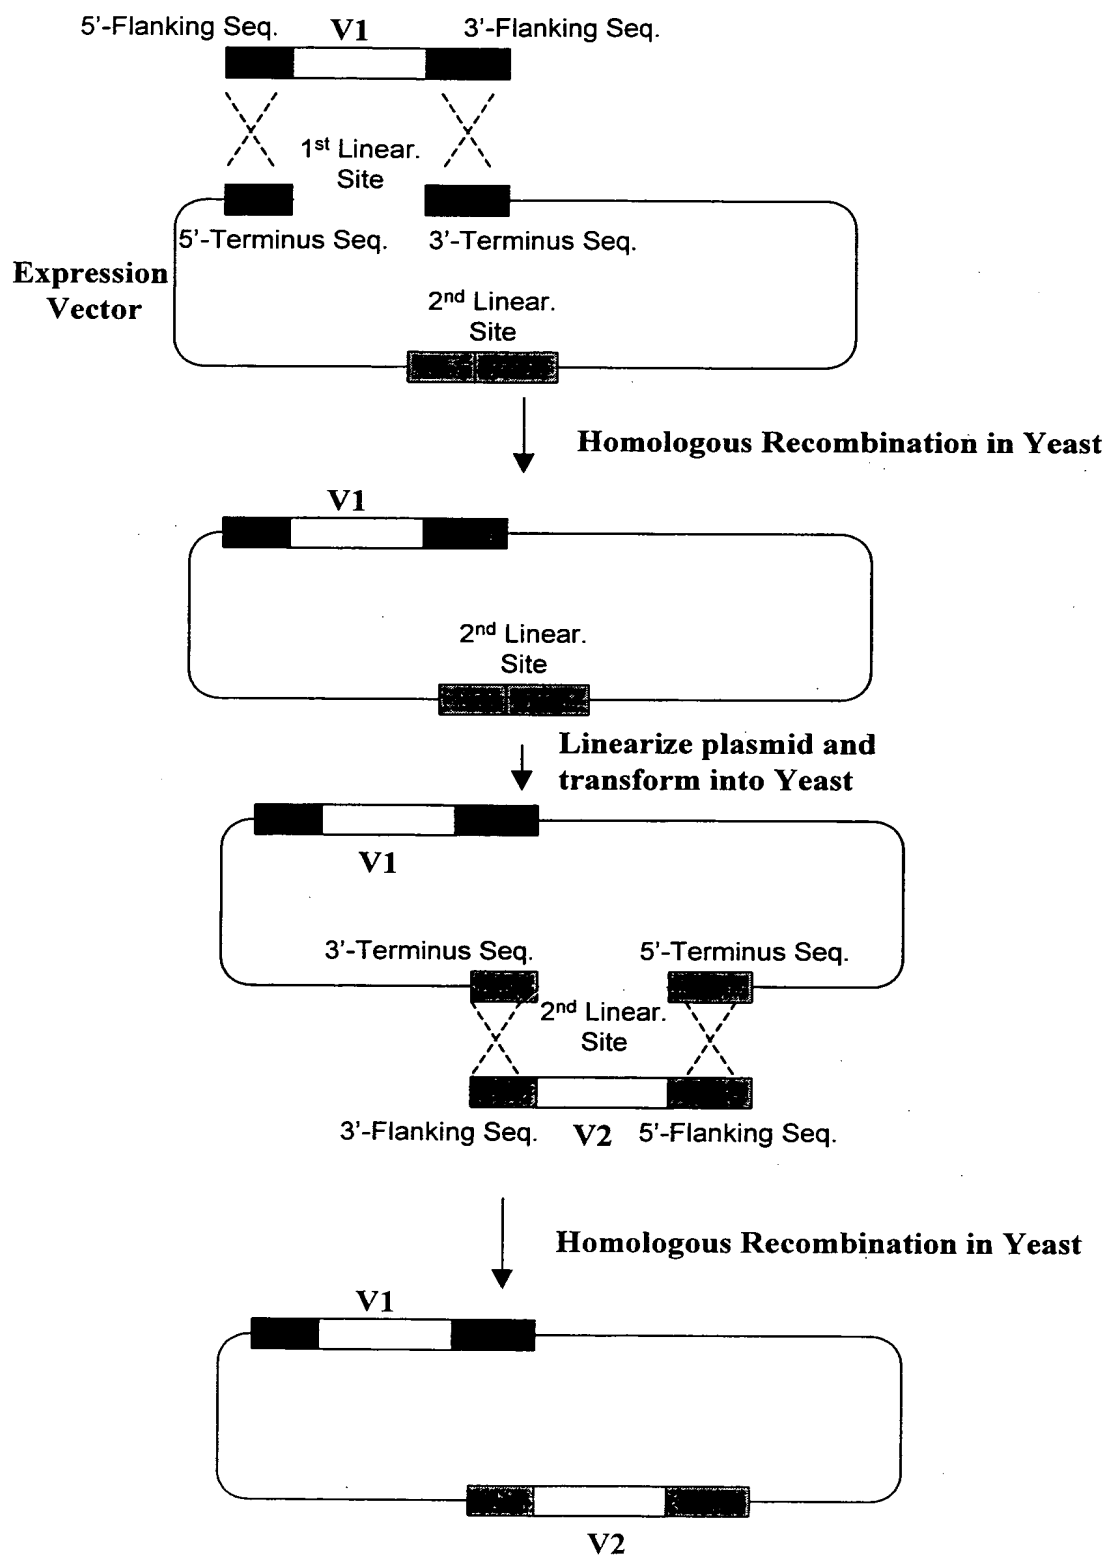 5'-Flanking Seq. V1 3'-Flanking Seq.
1st Linear.
Site
5'-Terminus Seq. 3'-Terminus Seq.
Expression
Vector
2nd Linear.
Site
Homologous Recombination in Yeast
V1
2nd Linear.
Site
Linearize plasmid and
transform into Yeast
V1
3'-Terminus Seq. 5'-Terminus Seq.
2nd Linear.
Site
3'-Flanking Seq. V2 5'-Flanking Seq.
Homologous Recombination in Yeast
V1
V2